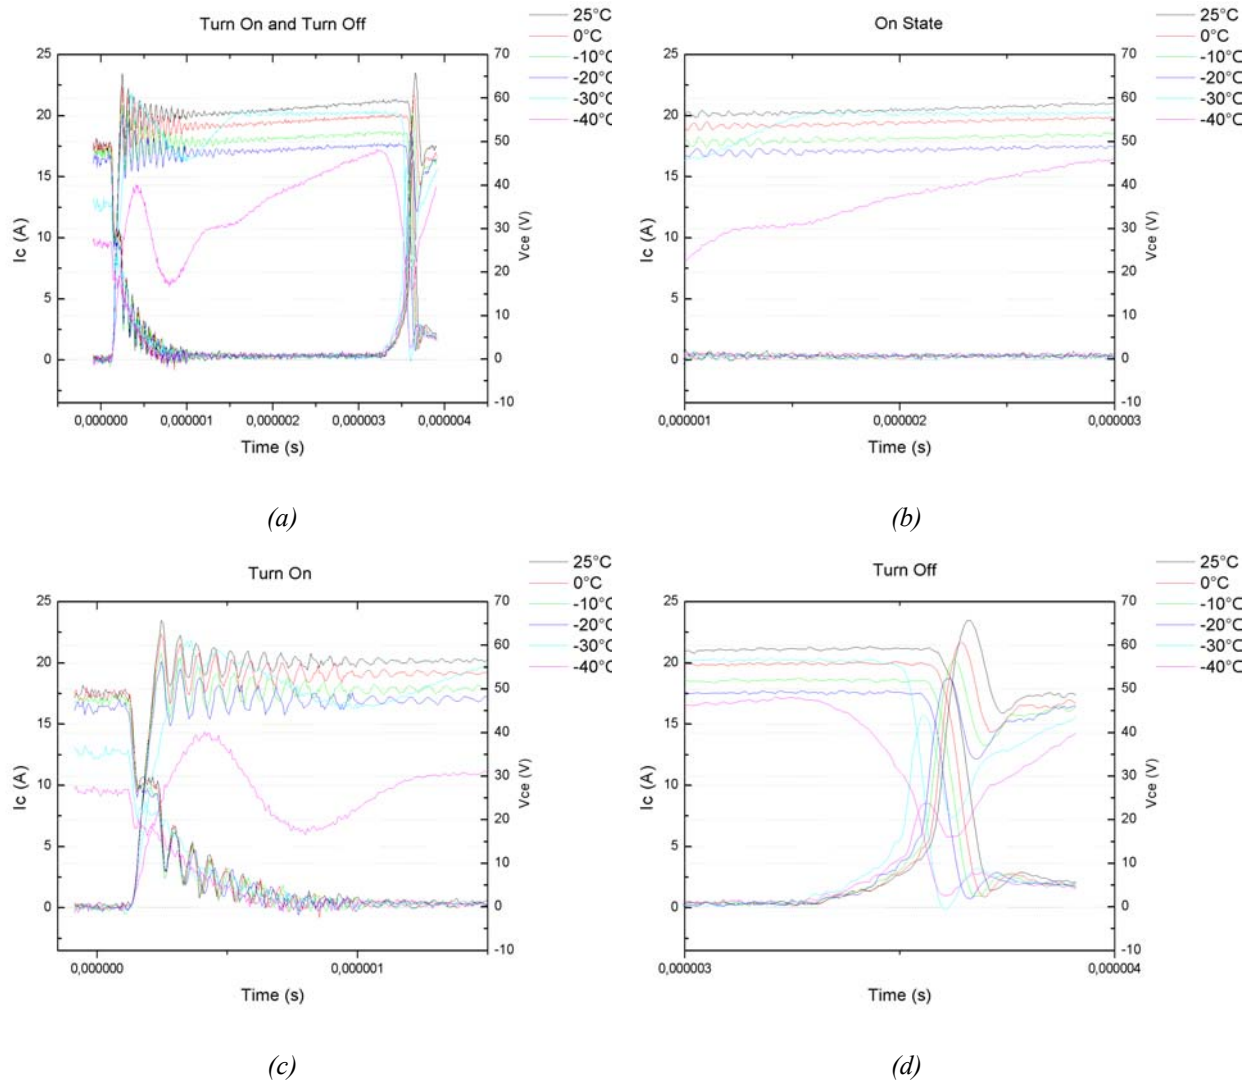 Turn On and Turn Off
25°C
0°C
-10°C
-20°C
-30°C
-40°C
25
20
15
10
5
0
Ic (A)
70
60
50
40
30
20
10
0
-10
Vce (V)
0,000000
0,000001
0,000002
0,000003
0,000004
Time (s)
(a)
On State
25°C
0°C
-10°C
-20°C
-30°C
-40°C
25
20
15
10
5
0
Ic (A)
70
60
50
40
30
20
10
0
-10
Vce (V)
0,000001
0,000002
0,000003
Time (s)
(b)
Turn On
25°C
0°C
-10°C
-20°C
-30°C
-40°C
25
20
15
10
5
0
Ic (A)
70
60
50
40
30
20
10
0
-10
Vce (V)
0,000000
0,000001
Time (s)
(c)
Turn Off
25°C
0°C
-10°C
-20°C
-30°C
-40°C
25
20
15
10
5
0
Ic (A)
70
60
50
40
30
20
10
0
-10
Vce (V)
0,000003
0,000004
Time (s)
(d)